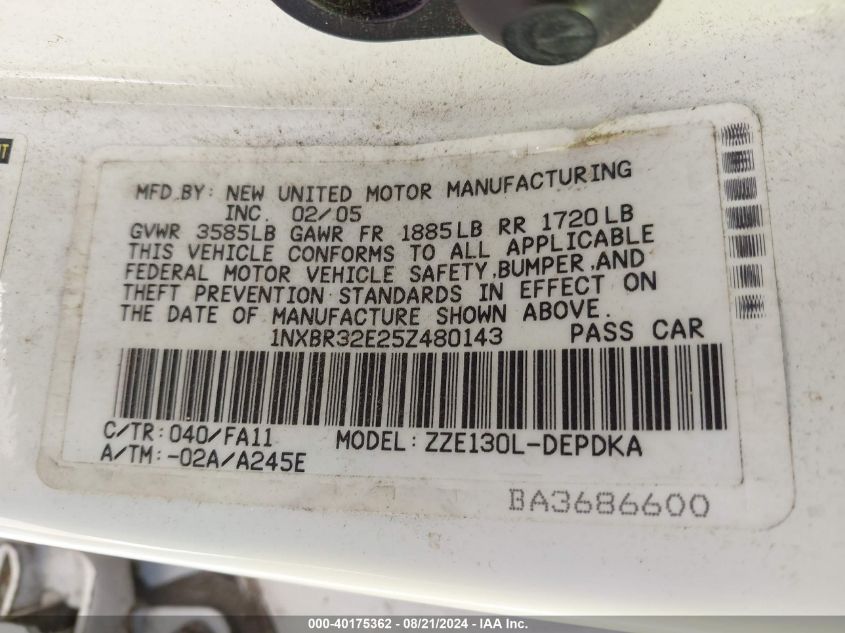 MFD.BY: NEW UNITED MOTOR MANUFACTURING
INC. 02/05
GVWR 3585LB GAWR FR 1885LB RR 1720LB
THIS VEHICLE CONFORMS TO ALL APPLICABLE
FEDERAL MOTOR VEHICLE SAFETY,BUMPER,AND
THEFT PREVENTION STANDARDS IN EFFECT ON
THE DATE OF MANUFACTURE SHOWN ABOVE.
1NXBR32E25Z480143 PASS CAR
C/TR: 040/FA11 MODEL: ZZE130L-DEPDKA
A/TM: -02A/A245E
BA3686600
000-40175362 - 08/21/2024 - IAA Inc.